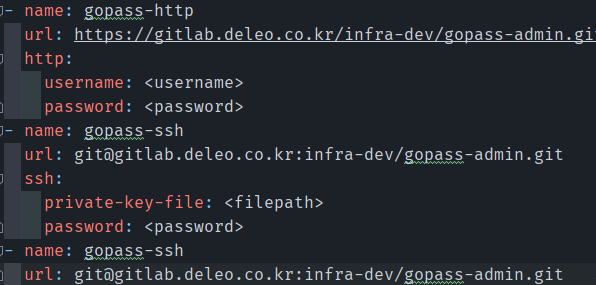 - name: gopass-http
  url: https://gitlab.deleo.co.kr/infra-dev/gopass-admin.gi
  http:
    username: <username>
    password: <password>
- name: gopass-ssh
  url: git@gitlab.deleo.co.kr:infra-dev/gopass-admin.git
  ssh:
    private-key-file: <filepath>
    password: <password>
- name: gopass-ssh
  url: git@gitlab.deleo.co.kr:infra-dev/gopass-admin.git